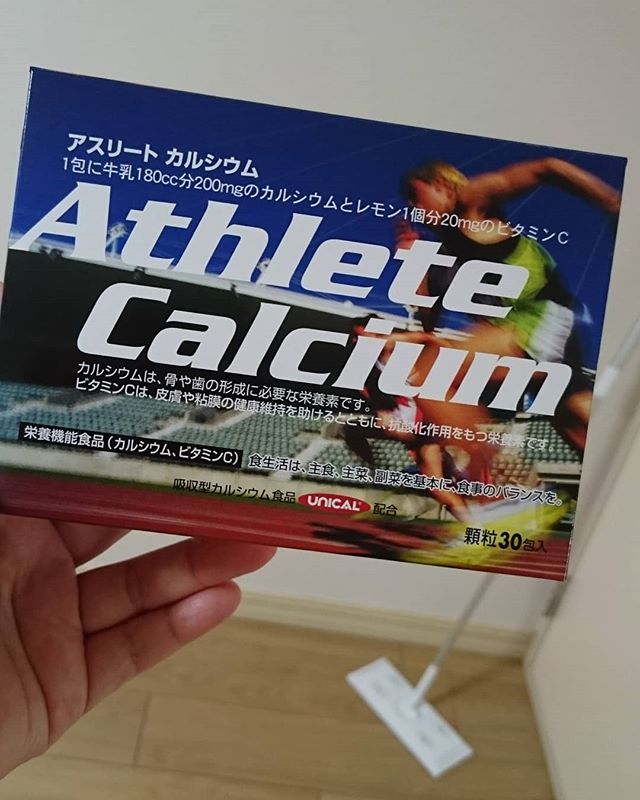 アスリート カルシウム
1包に牛乳180cc分200mgのカルシウムとレモン1個分20mgのビタミンC
Athlete
Calcium
カルシウムは、骨や歯の形成に必要な栄養素です。
ビタミンCは、皮膚や粘膜の健康維持を助けるとともに、抗酸化作用をもつ栄養素です
栄養機能食品(カルシウム、ビタミンC)
食生活は、主食、主菜、副菜を基本に、食事のバランスを。
吸収型カルシウム食品 UNICAL® 配合
顆粒30包入